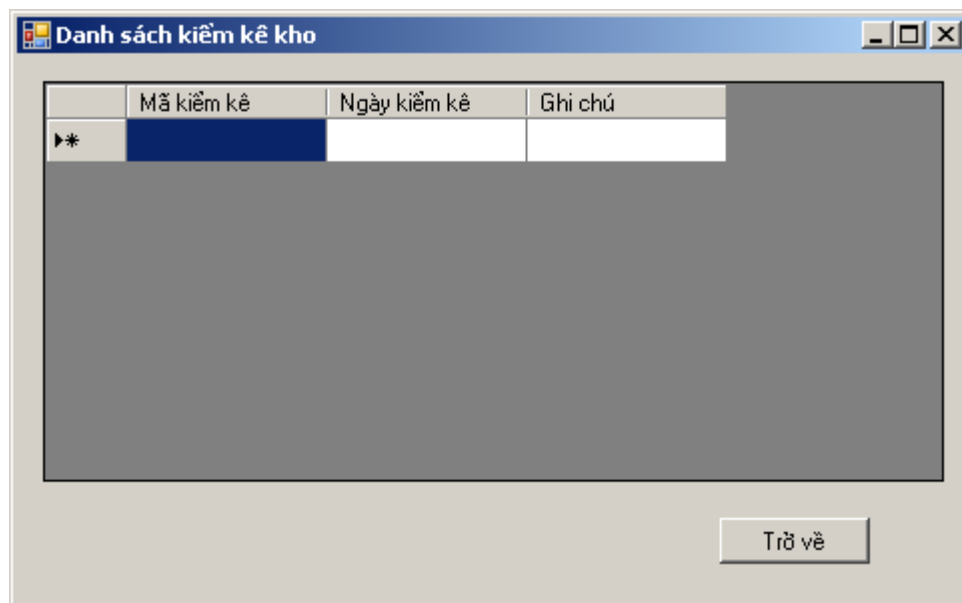 Danh sách kiểm kê kho
Mã kiểm kê Ngày kiểm kê Ghi chú
Trở về